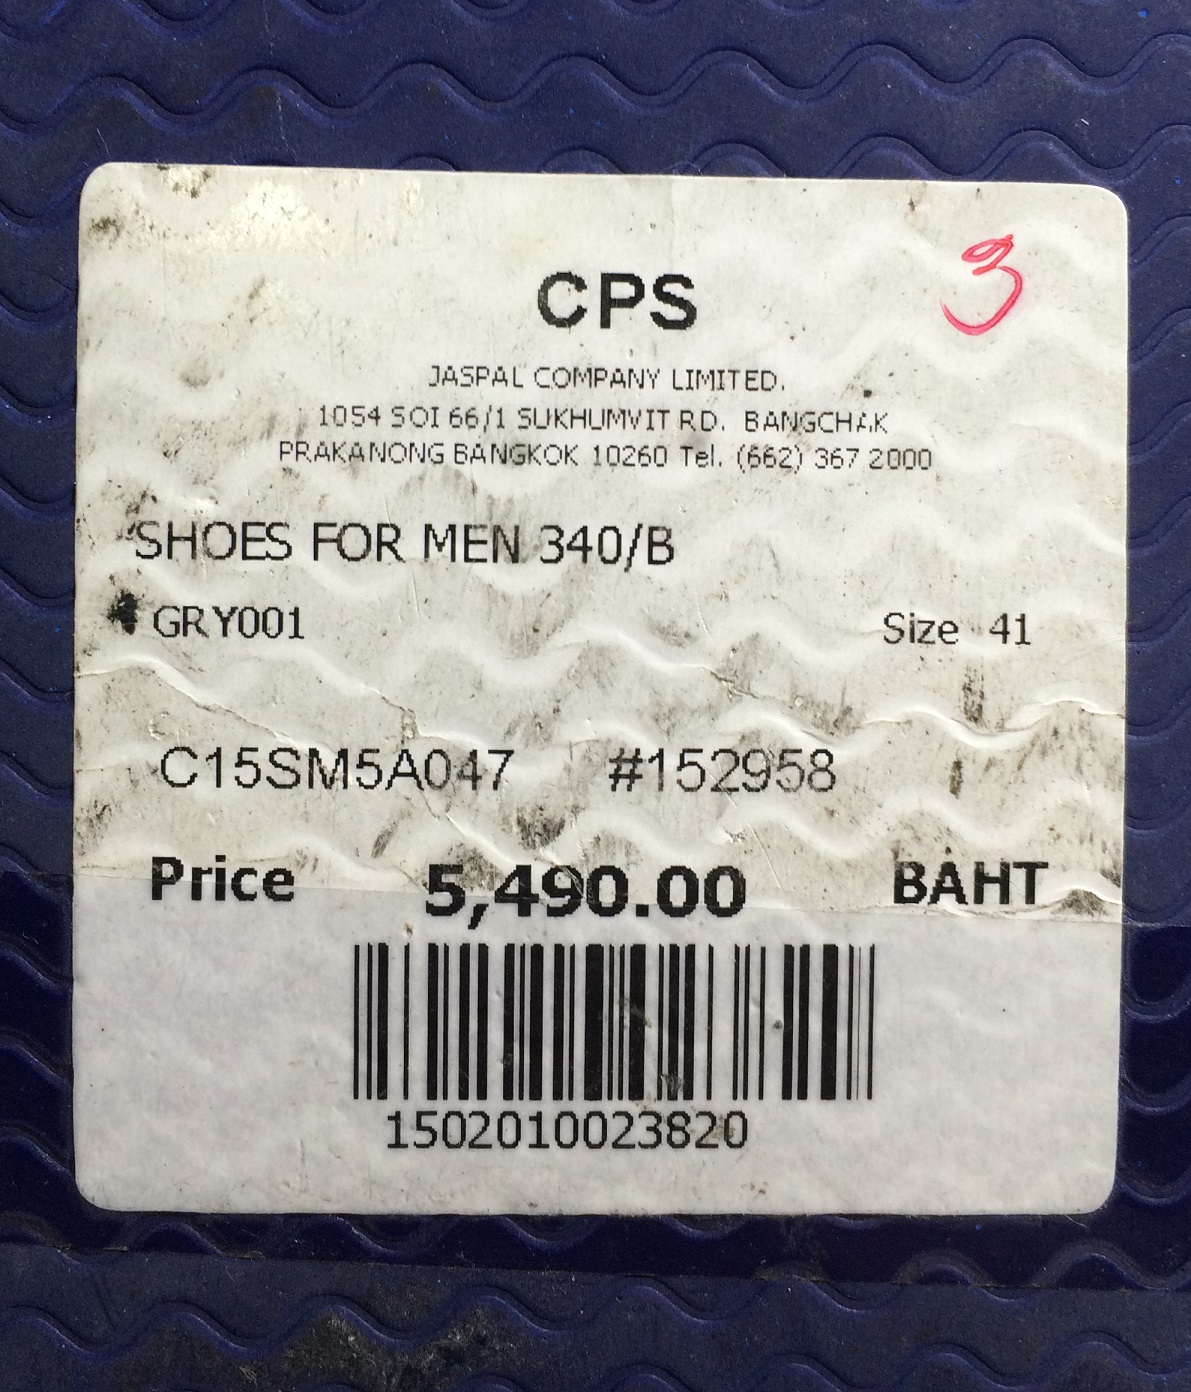 CPS
3
JASPAL COMPANY LIMITED.
1054 SOI 66/1 SUKHUMVIT RD. BANGCHAK
PRAKANONG BANGKOK 10260 Tel. (662) 367 2000
SHOES FOR MEN 340/B
GRY001 Size 41
C15SM5A047 #152958
Price 5,490.00 BAHT
1502010023820